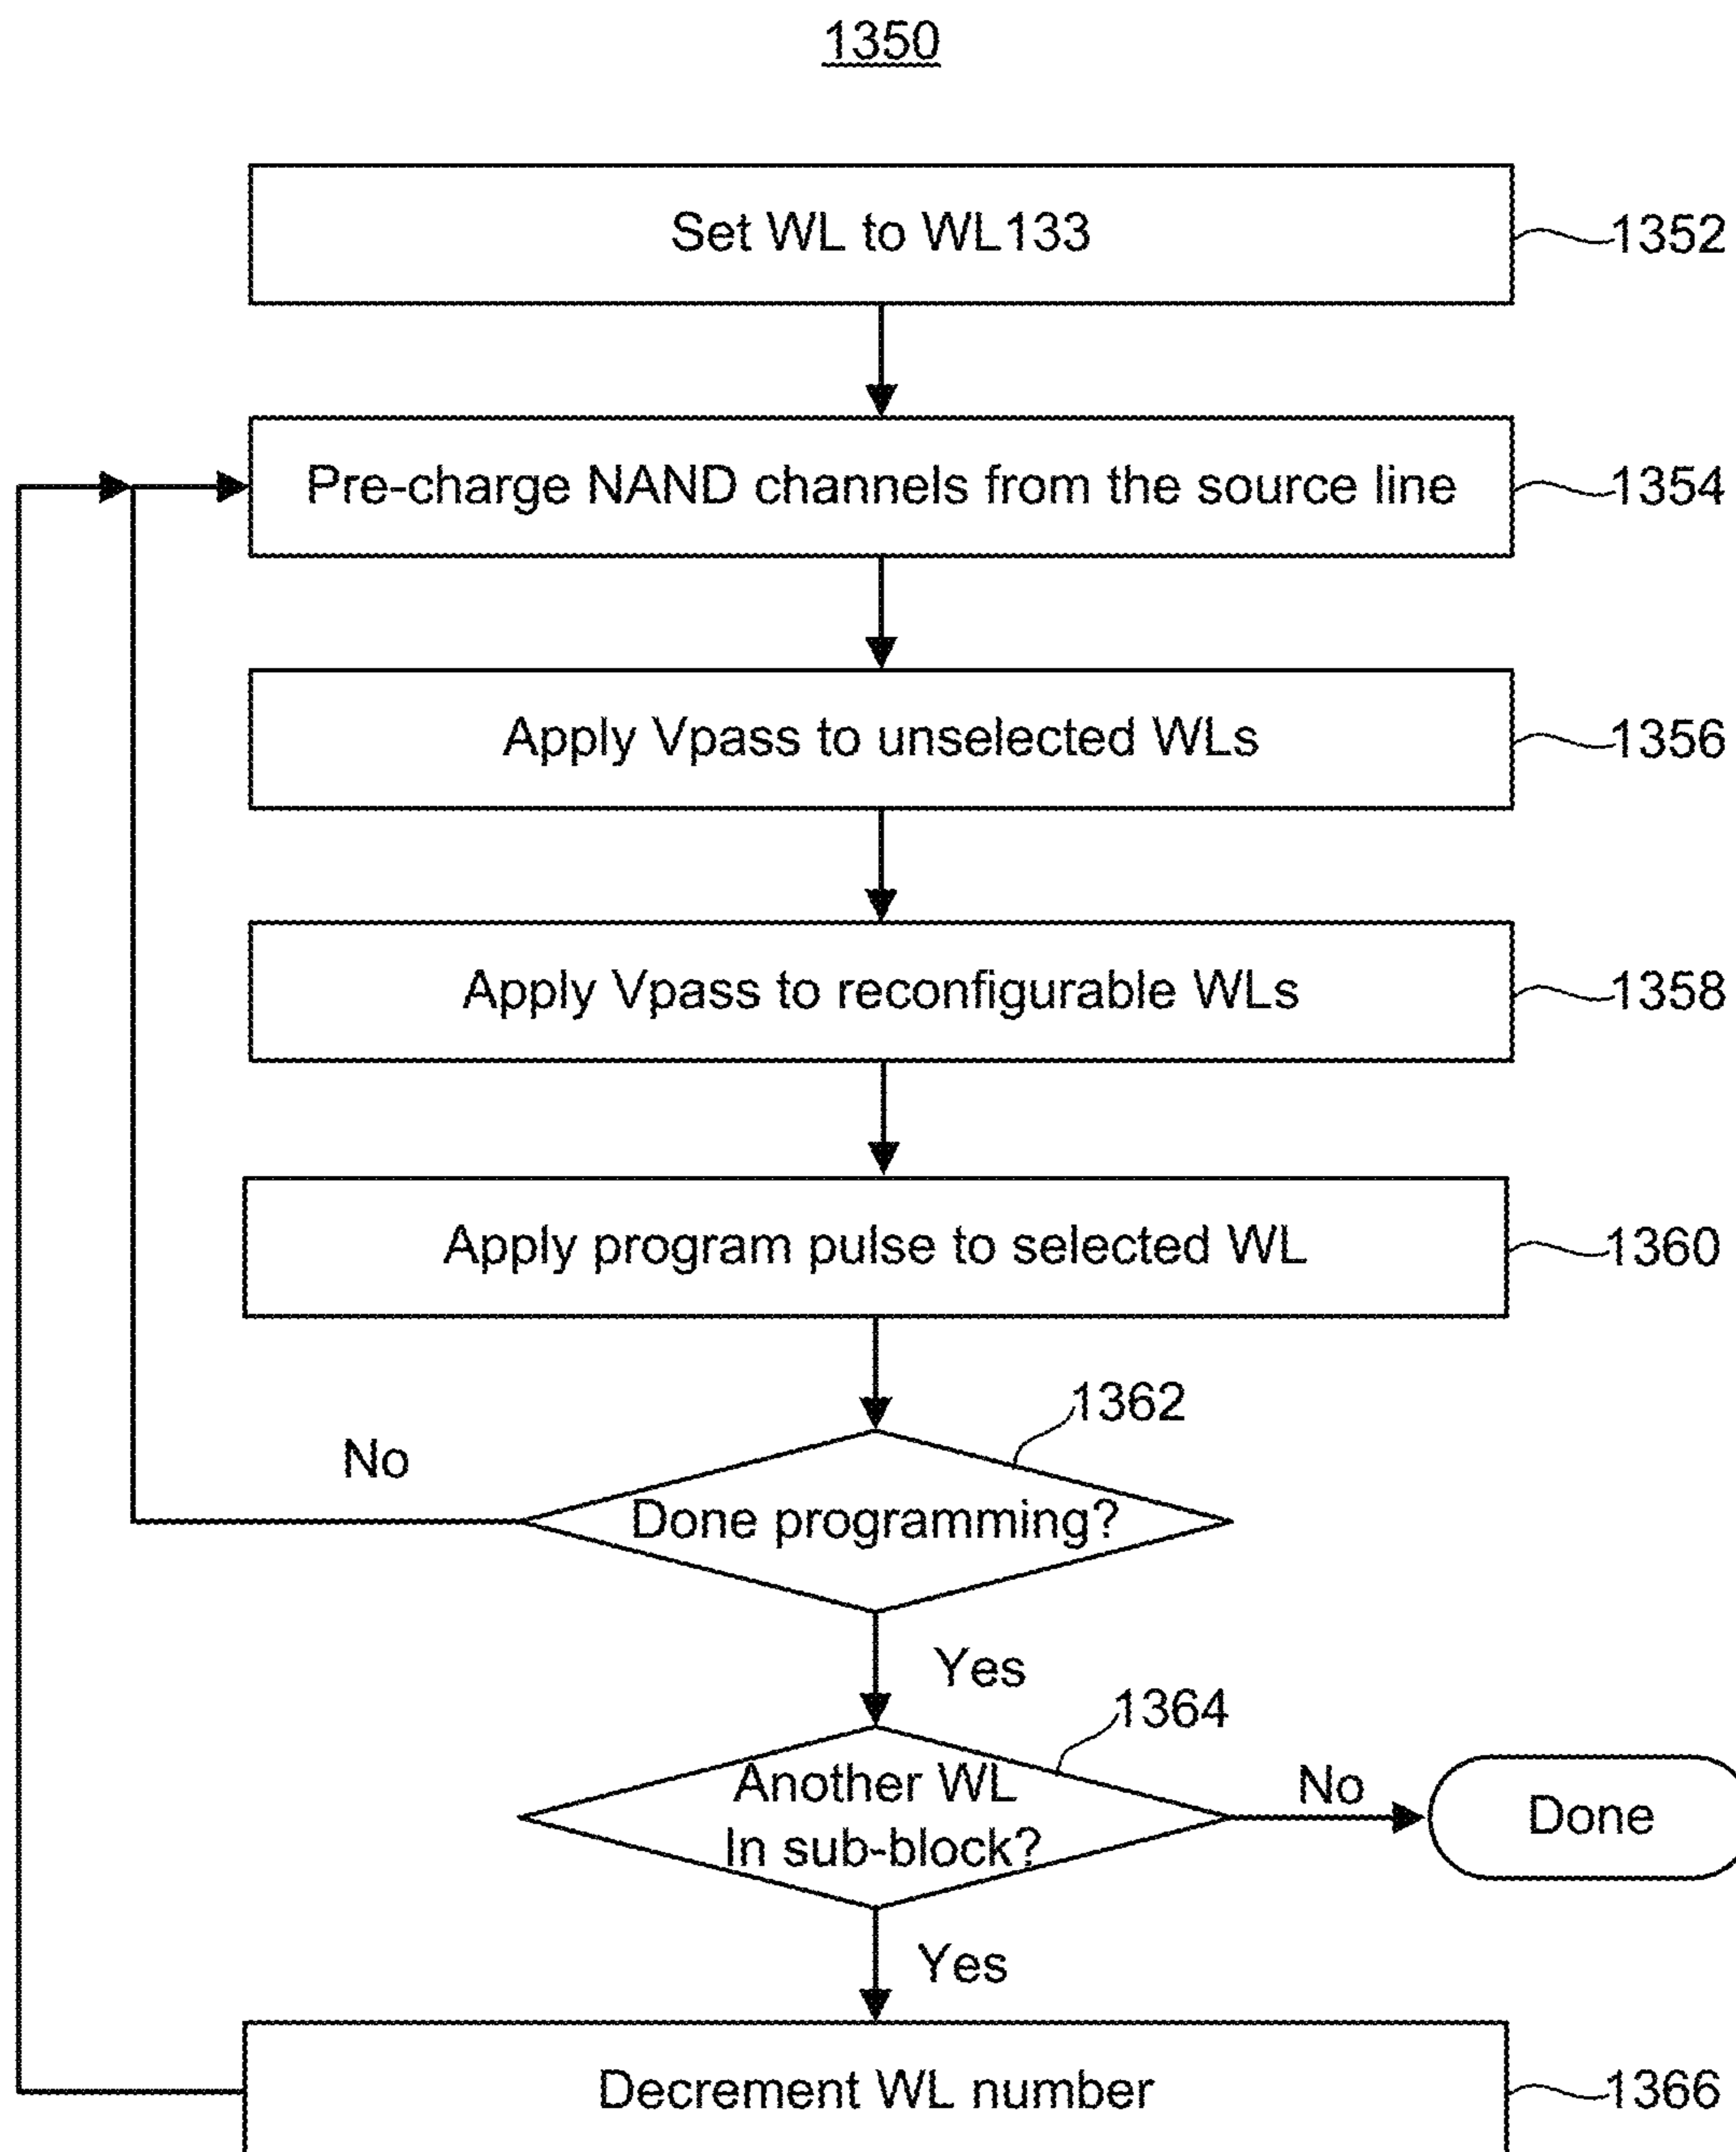 1350
Set WL to WL133
1352
Pre-charge NAND channels from the source line
1354
Apply Vpass to unselected WLs
1356
Apply Vpass to reconfigurable WLs
1358
Apply program pulse to selected WL
1360
1362
No
Done programming?
Yes
1364
Another WL
In sub-block?
No
Done
Yes
Decrement WL number
1366